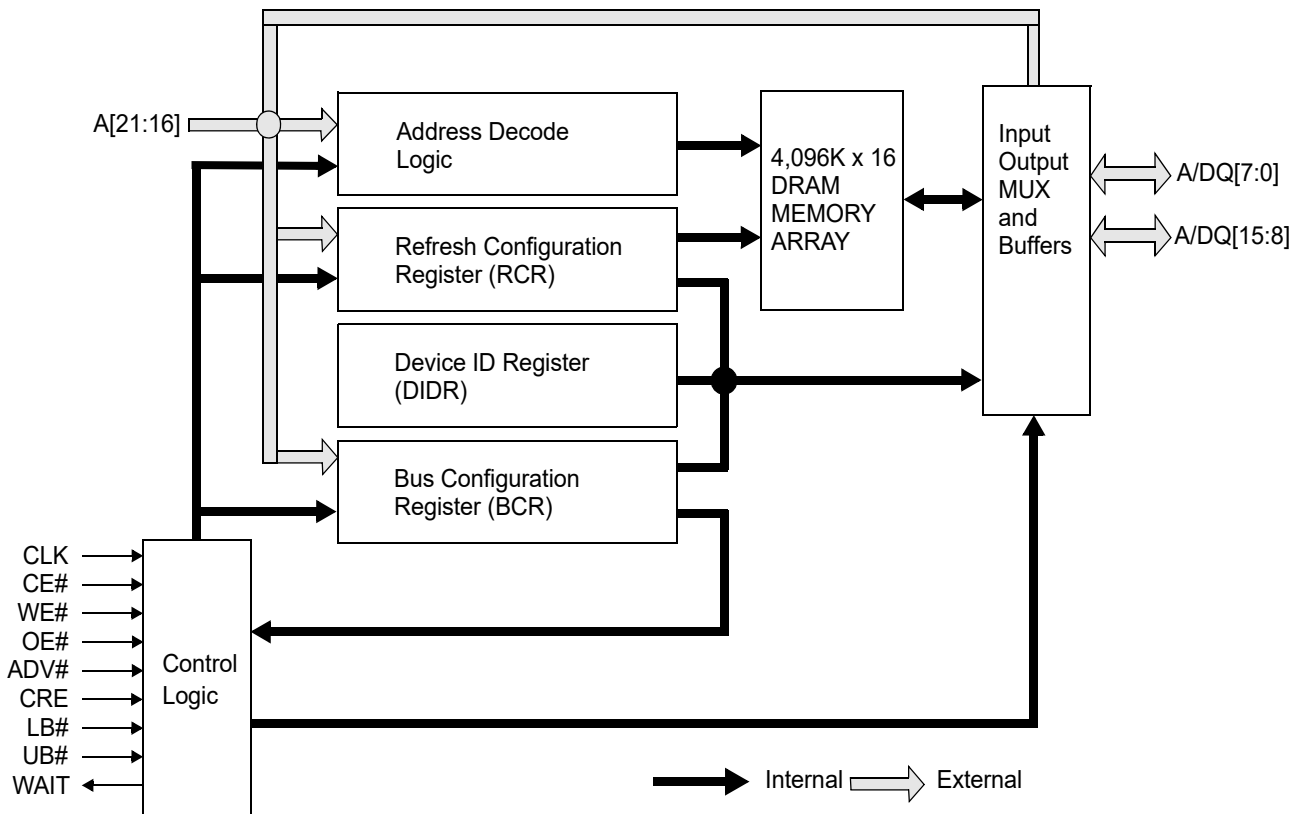 A[21:16]
Address Decode
Logic
4,096K x 16
DRAM
MEMORY
ARRAY
Input
Output
MUX
and
Buffers
A/DQ[7:0]
A/DQ[15:8]
Refresh Configuration
Register (RCR)
Device ID Register
(DIDR)
Bus Configuration
Register (BCR)
CLK
CE#
WE#
OE#
ADV#
CRE
LB#
UB#
WAIT
Control
Logic
Internal
External